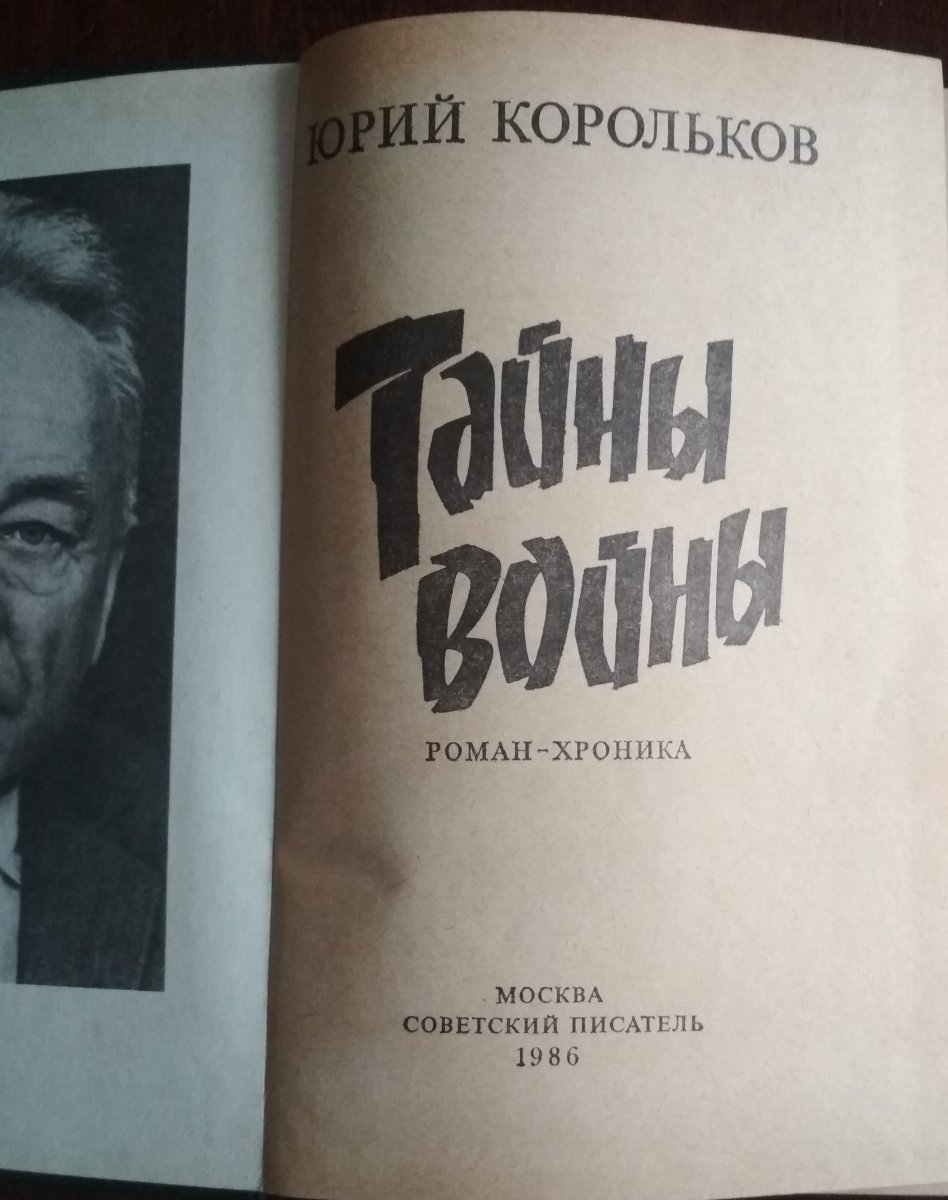 ЮРИЙ КОРОЛЬКОВ
Тайны
войны
РОМАН-ХРОНИКА
МОСКВА
СОВЕТСКИЙ ПИСАТЕЛЬ
1986